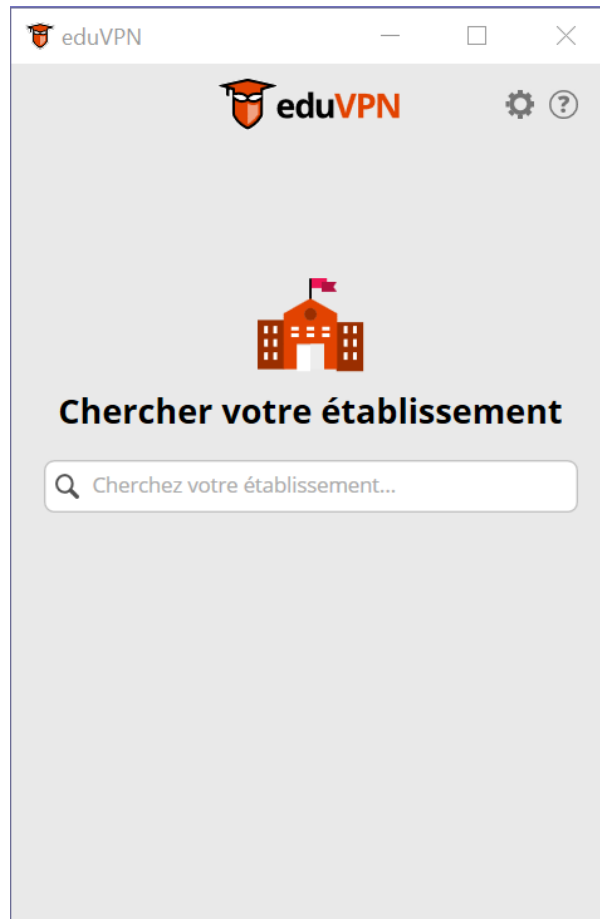 eduVPN
eduVPN
Chercher votre établissement
Cherchez votre établissement...